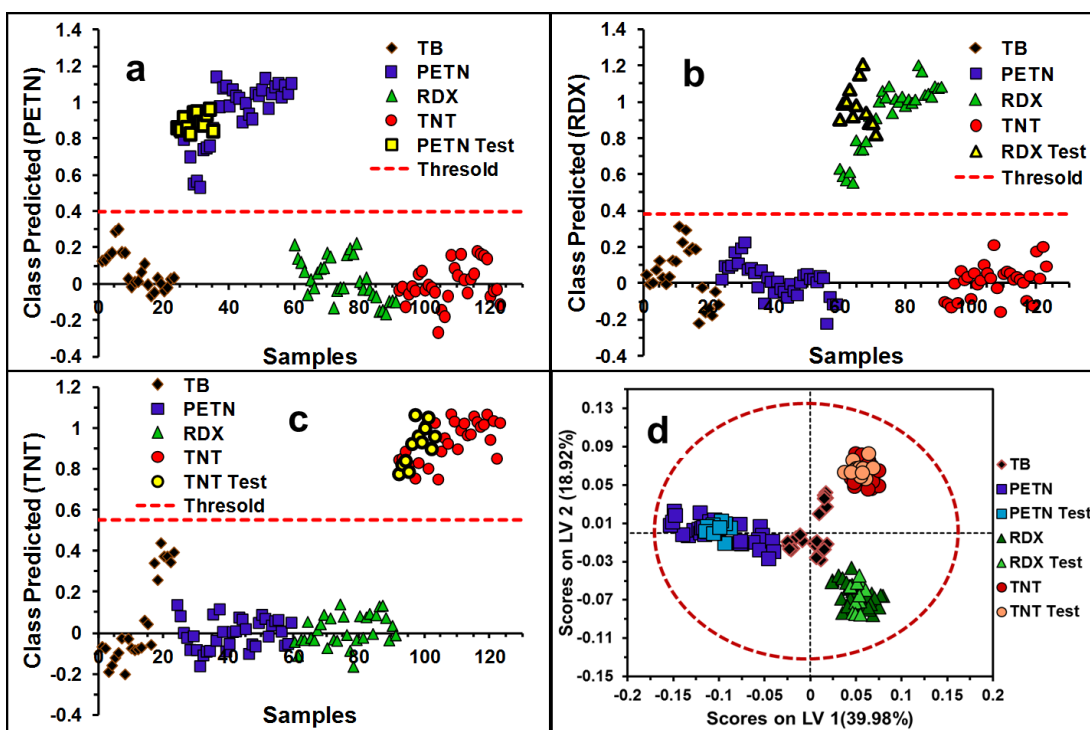 a
Class Predicted (PETN)
1.4
1.2
1
0.8
0.6
0.4
0.2
0
-0.2
-0.4
0 20 40 60 80 100 120
Samples
TB
PETN
RDX
TNT
PETN Test
Thresold
b
Class Predicted (RDX)
1.4
1.2
1
0.8
0.6
0.4
0.2
0
-0.2
-0.4
0 20 40 60 80 100 120
Samples
TB
PETN
RDX
TNT
RDX Test
Thresold
c
Class Predicted (TNT)
1.2
1
0.8
0.6
0.4
0.2
0
-0.2
-0.4
0 20 40 60 80 100 120
Samples
TB
PETN
RDX
TNT
TNT Test
Thresold
d
Scores on LV 2 (18.92%)
0.13
0.09
0.05
0.01
-0.03
-0.07
-0.11
-0.15
-0.2 -0.15 -0.1 -0.05 0 0.05 0.1 0.15 0.2
Scores on LV 1(39.98%)
TB
PETN
PETN Test
RDX
RDX Test
TNT
TNT Test